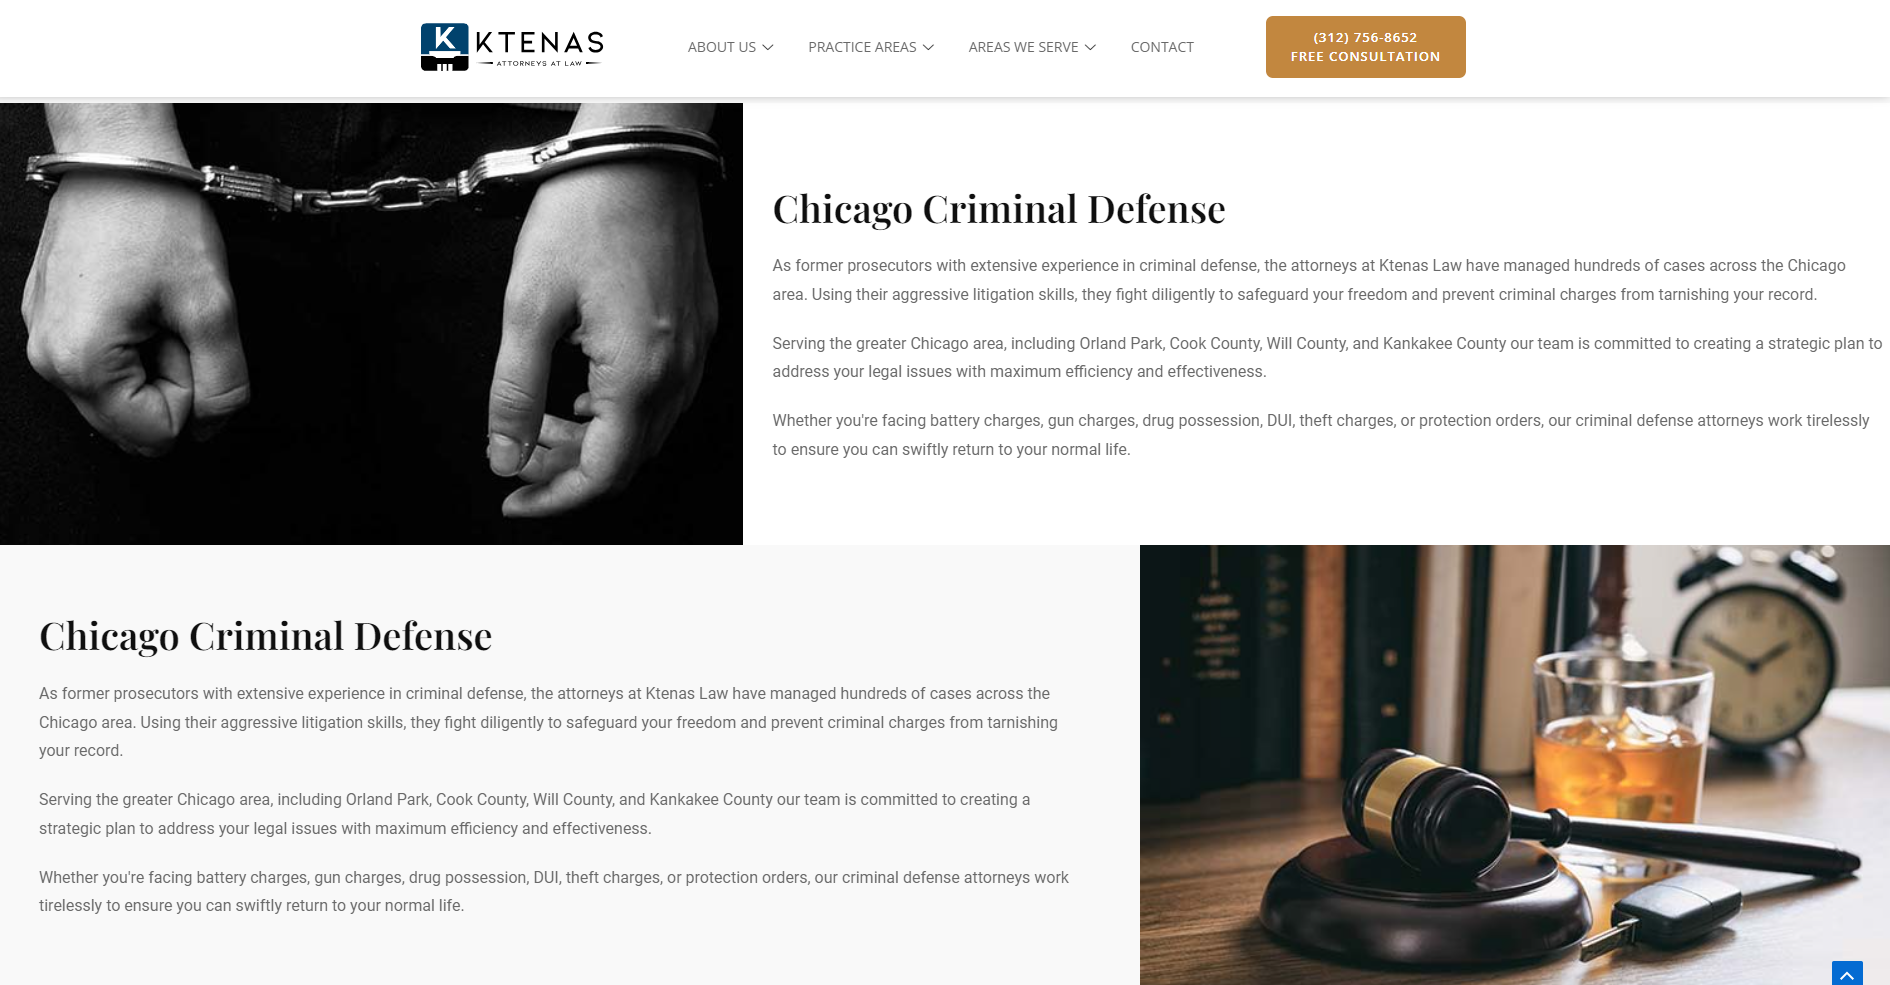 K KTENAS
ATTORNEYS AT LAW
ABOUT US
PRACTICE AREAS
AREAS WE SERVE
CONTACT
(312) 756-8652
FREE CONSULTATION
Chicago Criminal Defense
As former prosecutors with extensive experience in criminal defense, the attorneys at Ktenas Law have managed hundreds of cases across the Chicago
area. Using their aggressive litigation skills, they fight diligently to safeguard your freedom and prevent criminal charges from tarnishing your record.
Serving the greater Chicago area, including Orland Park, Cook County, Will County, and Kankakee County our team is committed to creating a strategic plan to
address your legal issues with maximum efficiency and effectiveness.
Whether you're facing battery charges, gun charges, drug possession, DUI, theft charges, or protection orders, our criminal defense attorneys work tirelessly
to ensure you can swiftly return to your normal life.
Chicago Criminal Defense
As former prosecutors with extensive experience in criminal defense, the attorneys at Ktenas Law have managed hundreds of cases across the
Chicago area. Using their aggressive litigation skills, they fight diligently to safeguard your freedom and prevent criminal charges from tarnishing
your record.
Serving the greater Chicago area, including Orland Park, Cook County, Will County, and Kankakee County our team is committed to creating a
strategic plan to address your legal issues with maximum efficiency and effectiveness.
Whether you're facing battery charges, gun charges, drug possession, DUI, theft charges, or protection orders, our criminal defense attorneys work
tirelessly to ensure you can swiftly return to your normal life.